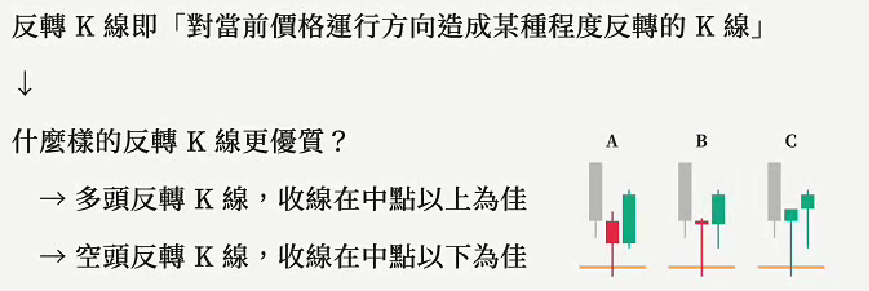 反轉 K 線即「對當前價格運行方向造成某種程度反轉的 K 線」
↓
什麼樣的反轉 K 線更優質？
→ 多頭反轉 K 線，收線在中點以上為佳
→ 空頭反轉 K 線，收線在中點以下為佳
A B C